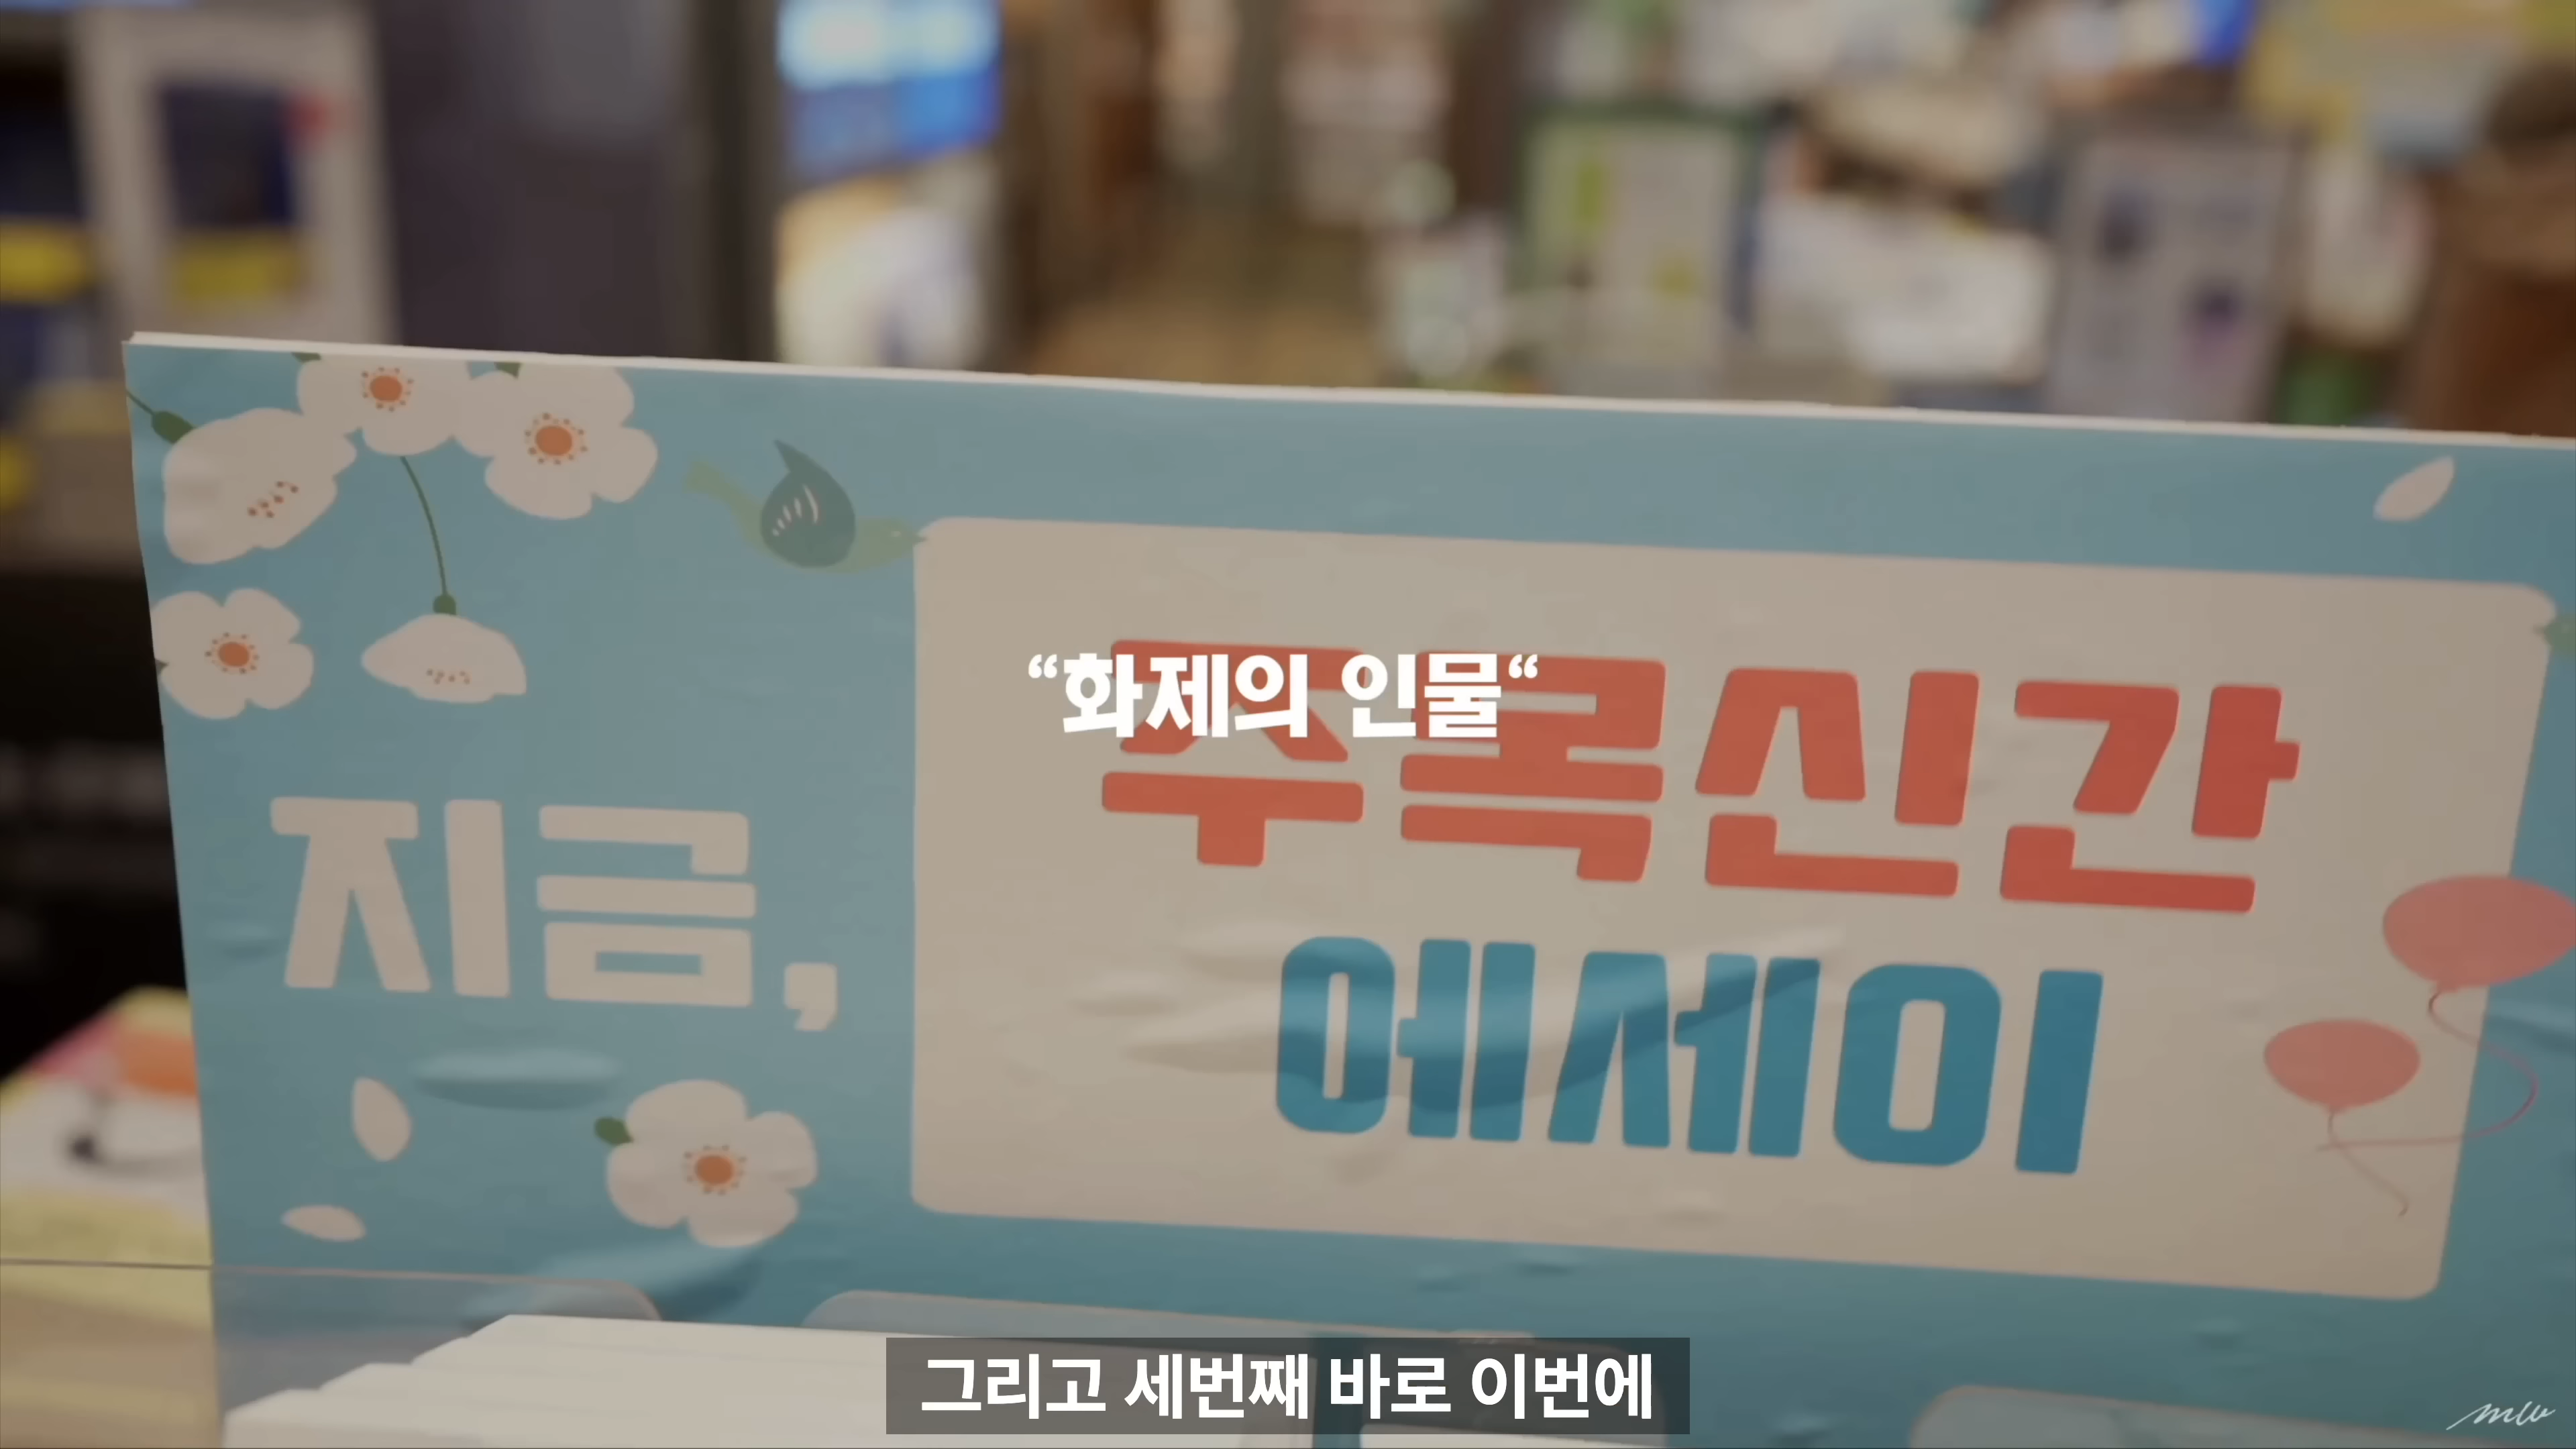 “화제의 인물“
지금,
주목신간
에세이
그리고 세번째 바로 이번에
mw